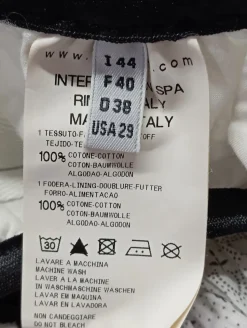 www. .com
I 44
F 40
D 38
USA 29
INTER SPA
RI ALY
MA TALY
1 TESSUTO-F OFF
TEJIDO-TE
100% COTONE-COTTON
COTON-BAUMWOLLE
ALGODAO-ALGODON
1 FODERA-LINING-DOUBLURE-FUTTER
FORRO-ALIMENTACAO
100% COTONE-COTTON
COTON-BAUMWOLLE
ALGODAO-ALGODON
30
LAVARE A MACCHINA
MACHINE WASH
LAVER A LA MACHINE
IN WASCHMASCHINE WASCHEN
LAVAR EM MAQUINA
LAVAR EN LAVADORA
NON CANDEGGIARE
DO NOT BLEACH